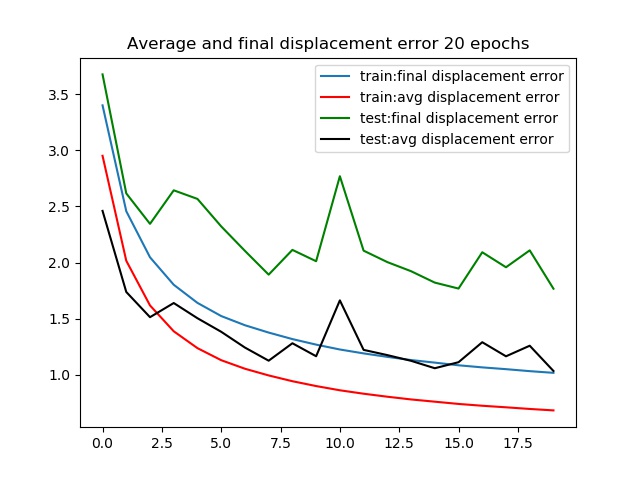 Average and final displacement error 20 epochs
train:final displacement error
train:avg displacement error
test:final displacement error
test:avg displacement error
3.5
3.0
2.5
2.0
1.5
1.0
0.0 2.5 5.0 7.5 10.0 12.5 15.0 17.5